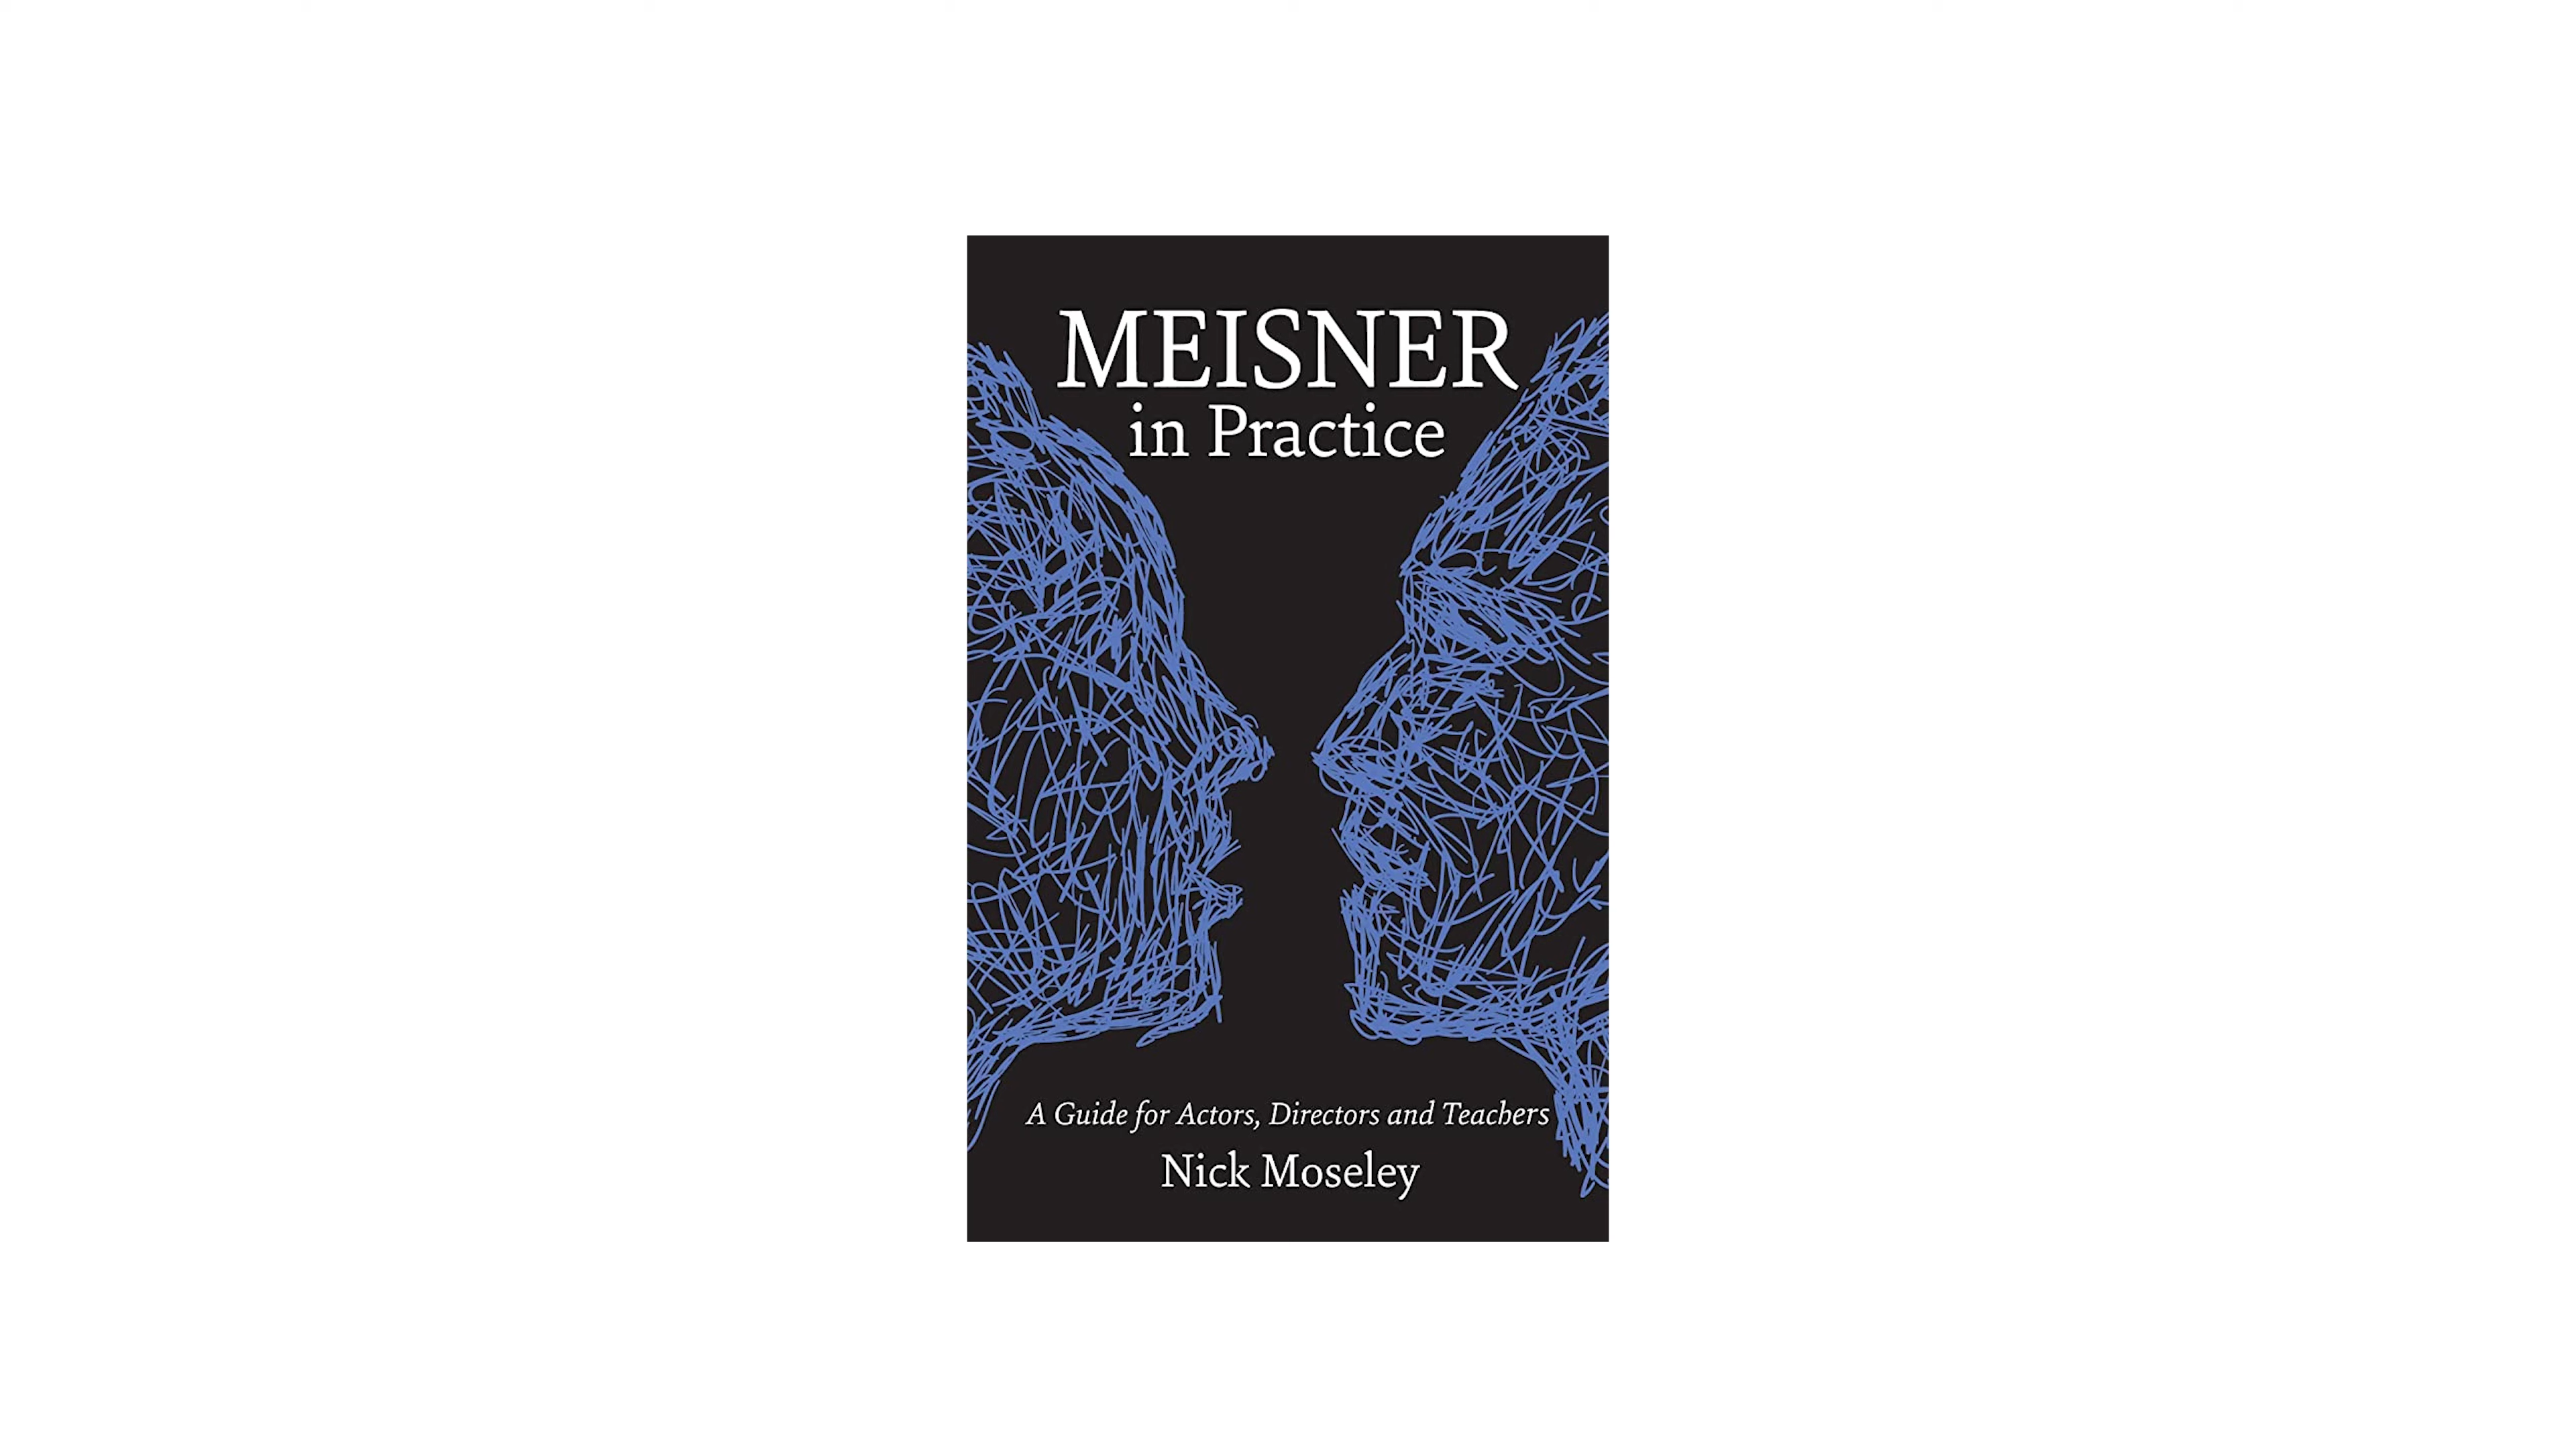 MEISNER
in Practice
A Guide for Actors, Directors and Teachers
Nick Moseley